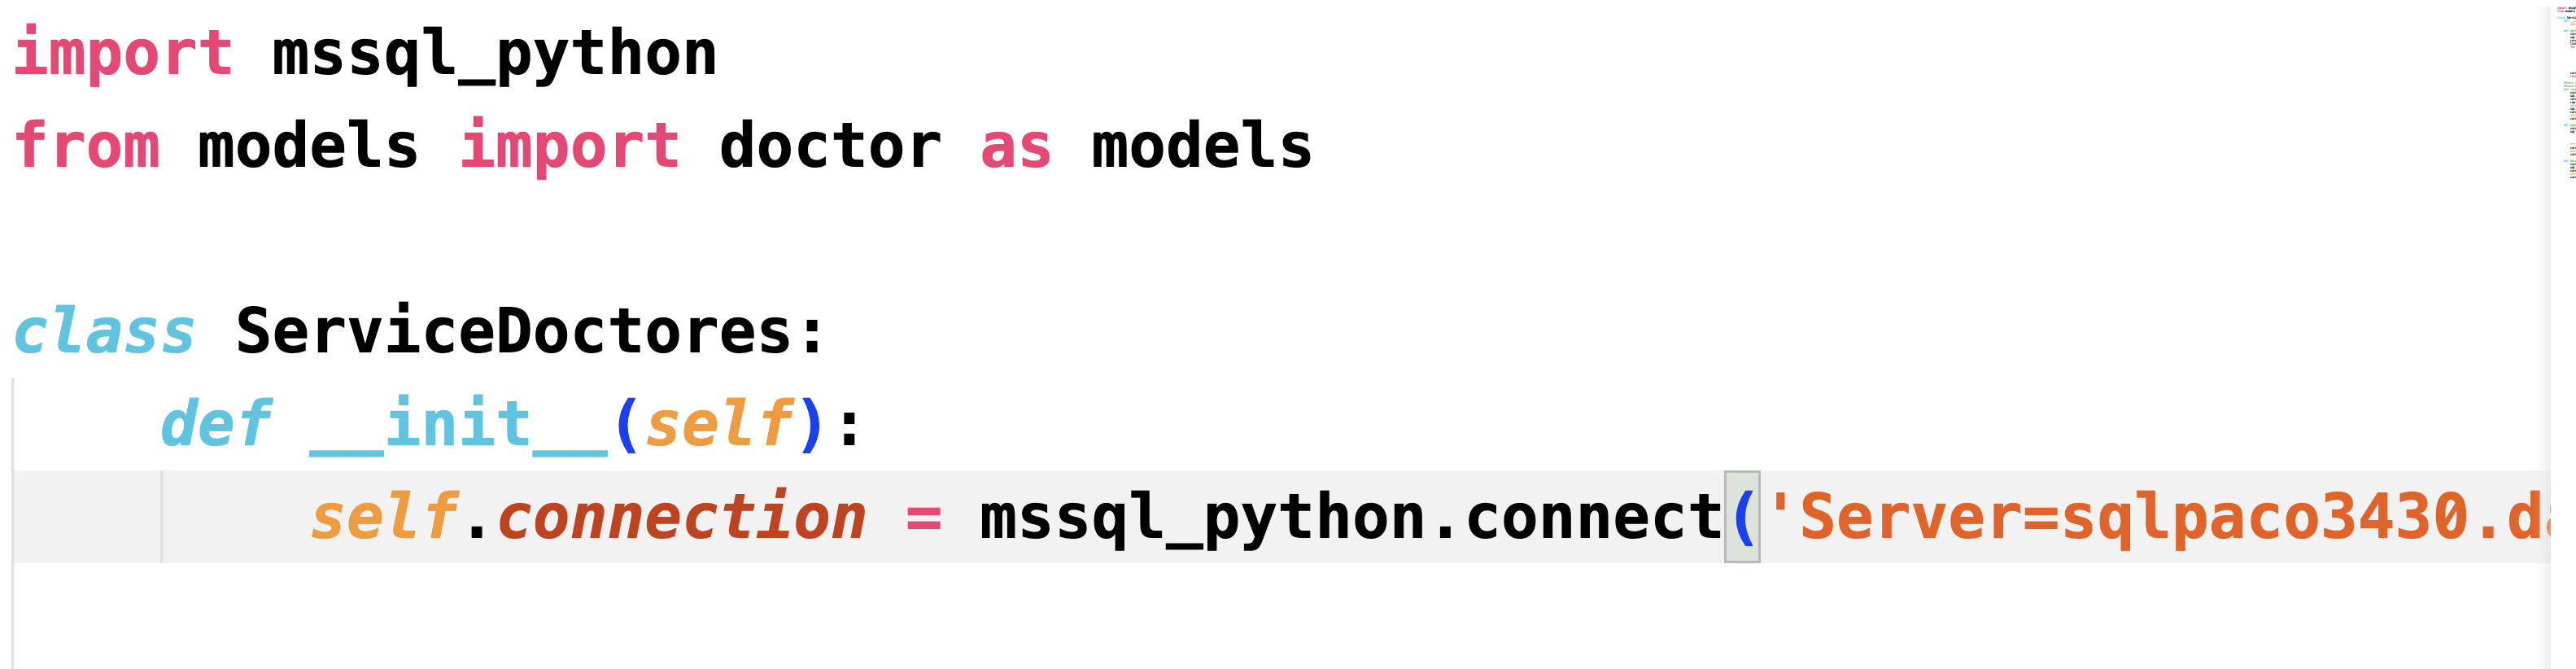 import mssql_python
from models import doctor as models
class ServiceDoctores:
def __init__(self):
self.connection = mssql_python.connect('Server=sqlpaco3430.da